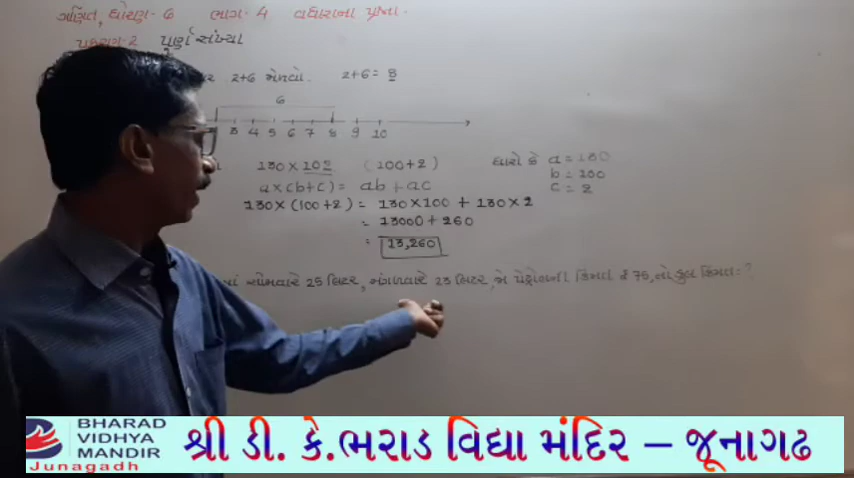 ગણિત, ધોરણ- 6 ભાગ- 4 વધારાના પ્રશ્ના.
પ્રકરણ-૨ પૂર્ણ સંખ્યા
2+6 મેળવો. 2+6 = 8
6
3 4 5 6 7 8 9 10
130 × 102 (100+2) ધારો કે a = 130
a×(b+c) = ab + ac b = 100
c = 2
130×(100+2) = 130×100 + 130×2
= 13000 + 260
= 13,260
માં સોમવારે 25 લિટર, મંગળવારે 25 લિટર, જો પેટ્રોલની કિંમત ₹ 75, તો કુલ કિંમત = ?
BHARAD
VIDHYA
MANDIR
Junagadh
શ્રી ડી. કે.ભરાડ વિદ્યા મંદિર – જૂનાગઢ